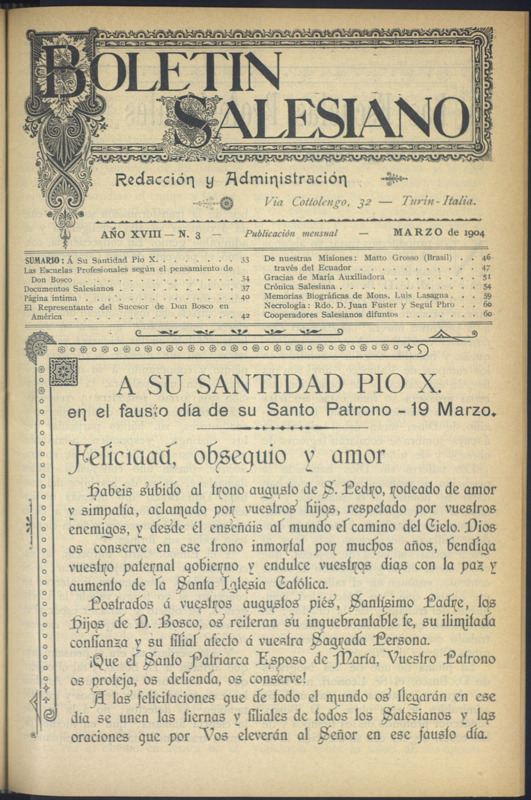 BOLETIN
SALESIANO
Redacción y Administración
Via Cottolengo, 32 — Turin-Italia.
AÑO XVIII — N. 3 - Publicación mensual - MARZO de 1904
SUMARIO: Á Su Santidad Pio X. . . . . . . . . 33
Las Escuelas Profesionales según el pensamiento de
Don Bosco . . . . . . . . . 34
Documentos Salesianos . . . . . . . . . 37
Página íntima . . . . . . . . . 40
El Representante del Sucesor de Don Bosco en
América . . . . . . . . . 42
De nuestras Misiones: Matto Grosso (Brasil) . . 46
través del Ecuador . . . . . . . . . 47
Gracias de María Auxiliadora . . . . . . 51
Crónica Salesiana . . . . . . . . . 54
Memorias Biográficas de Mons. Luis Lasagna . . 59
Necrología: Rdo. D. Juan Fuster y Seguí Pbro . . 60
Cooperadores Salesianos difuntos . . . . . . 60
A SU SANTIDAD PIO X.
en el fausto día de su Santo Patrono - 19 Marzo.
Felicidad, obsequio y amor
Habeis subido al trono augusto de S. Pedro, rodeado de amor
y simpatía, aclamado por vuestros hijos, respetado por vuestros
enemigos, y desde él enseñáis al mundo el camino del Cielo. Dios
os conserve en ese trono inmortal por muchos años, bendiga
vuestro paternal gobierno y endulce vuestros dias con la paz y
aumento de la Santa Iglesia Católica.
Postrados á vuestros augustos piés, Santísimo Padre, los
Hijos de D. Bosco, os reiteran su inquebrantable fe, su ilimitada
confianza y su filial afecto á vuestra Sagrada Persona.
¡Que el Santo Patriarca Esposo de María, Vuestro Patrono
os proteja, os defienda, os conserve!
A las felicitaciones que de todo el mundo os llegarán en ese
día se unen las tiernas y filiales de todos los Salesianos y las
oraciones que por Vos eleverán al Señor en ese fausto día.